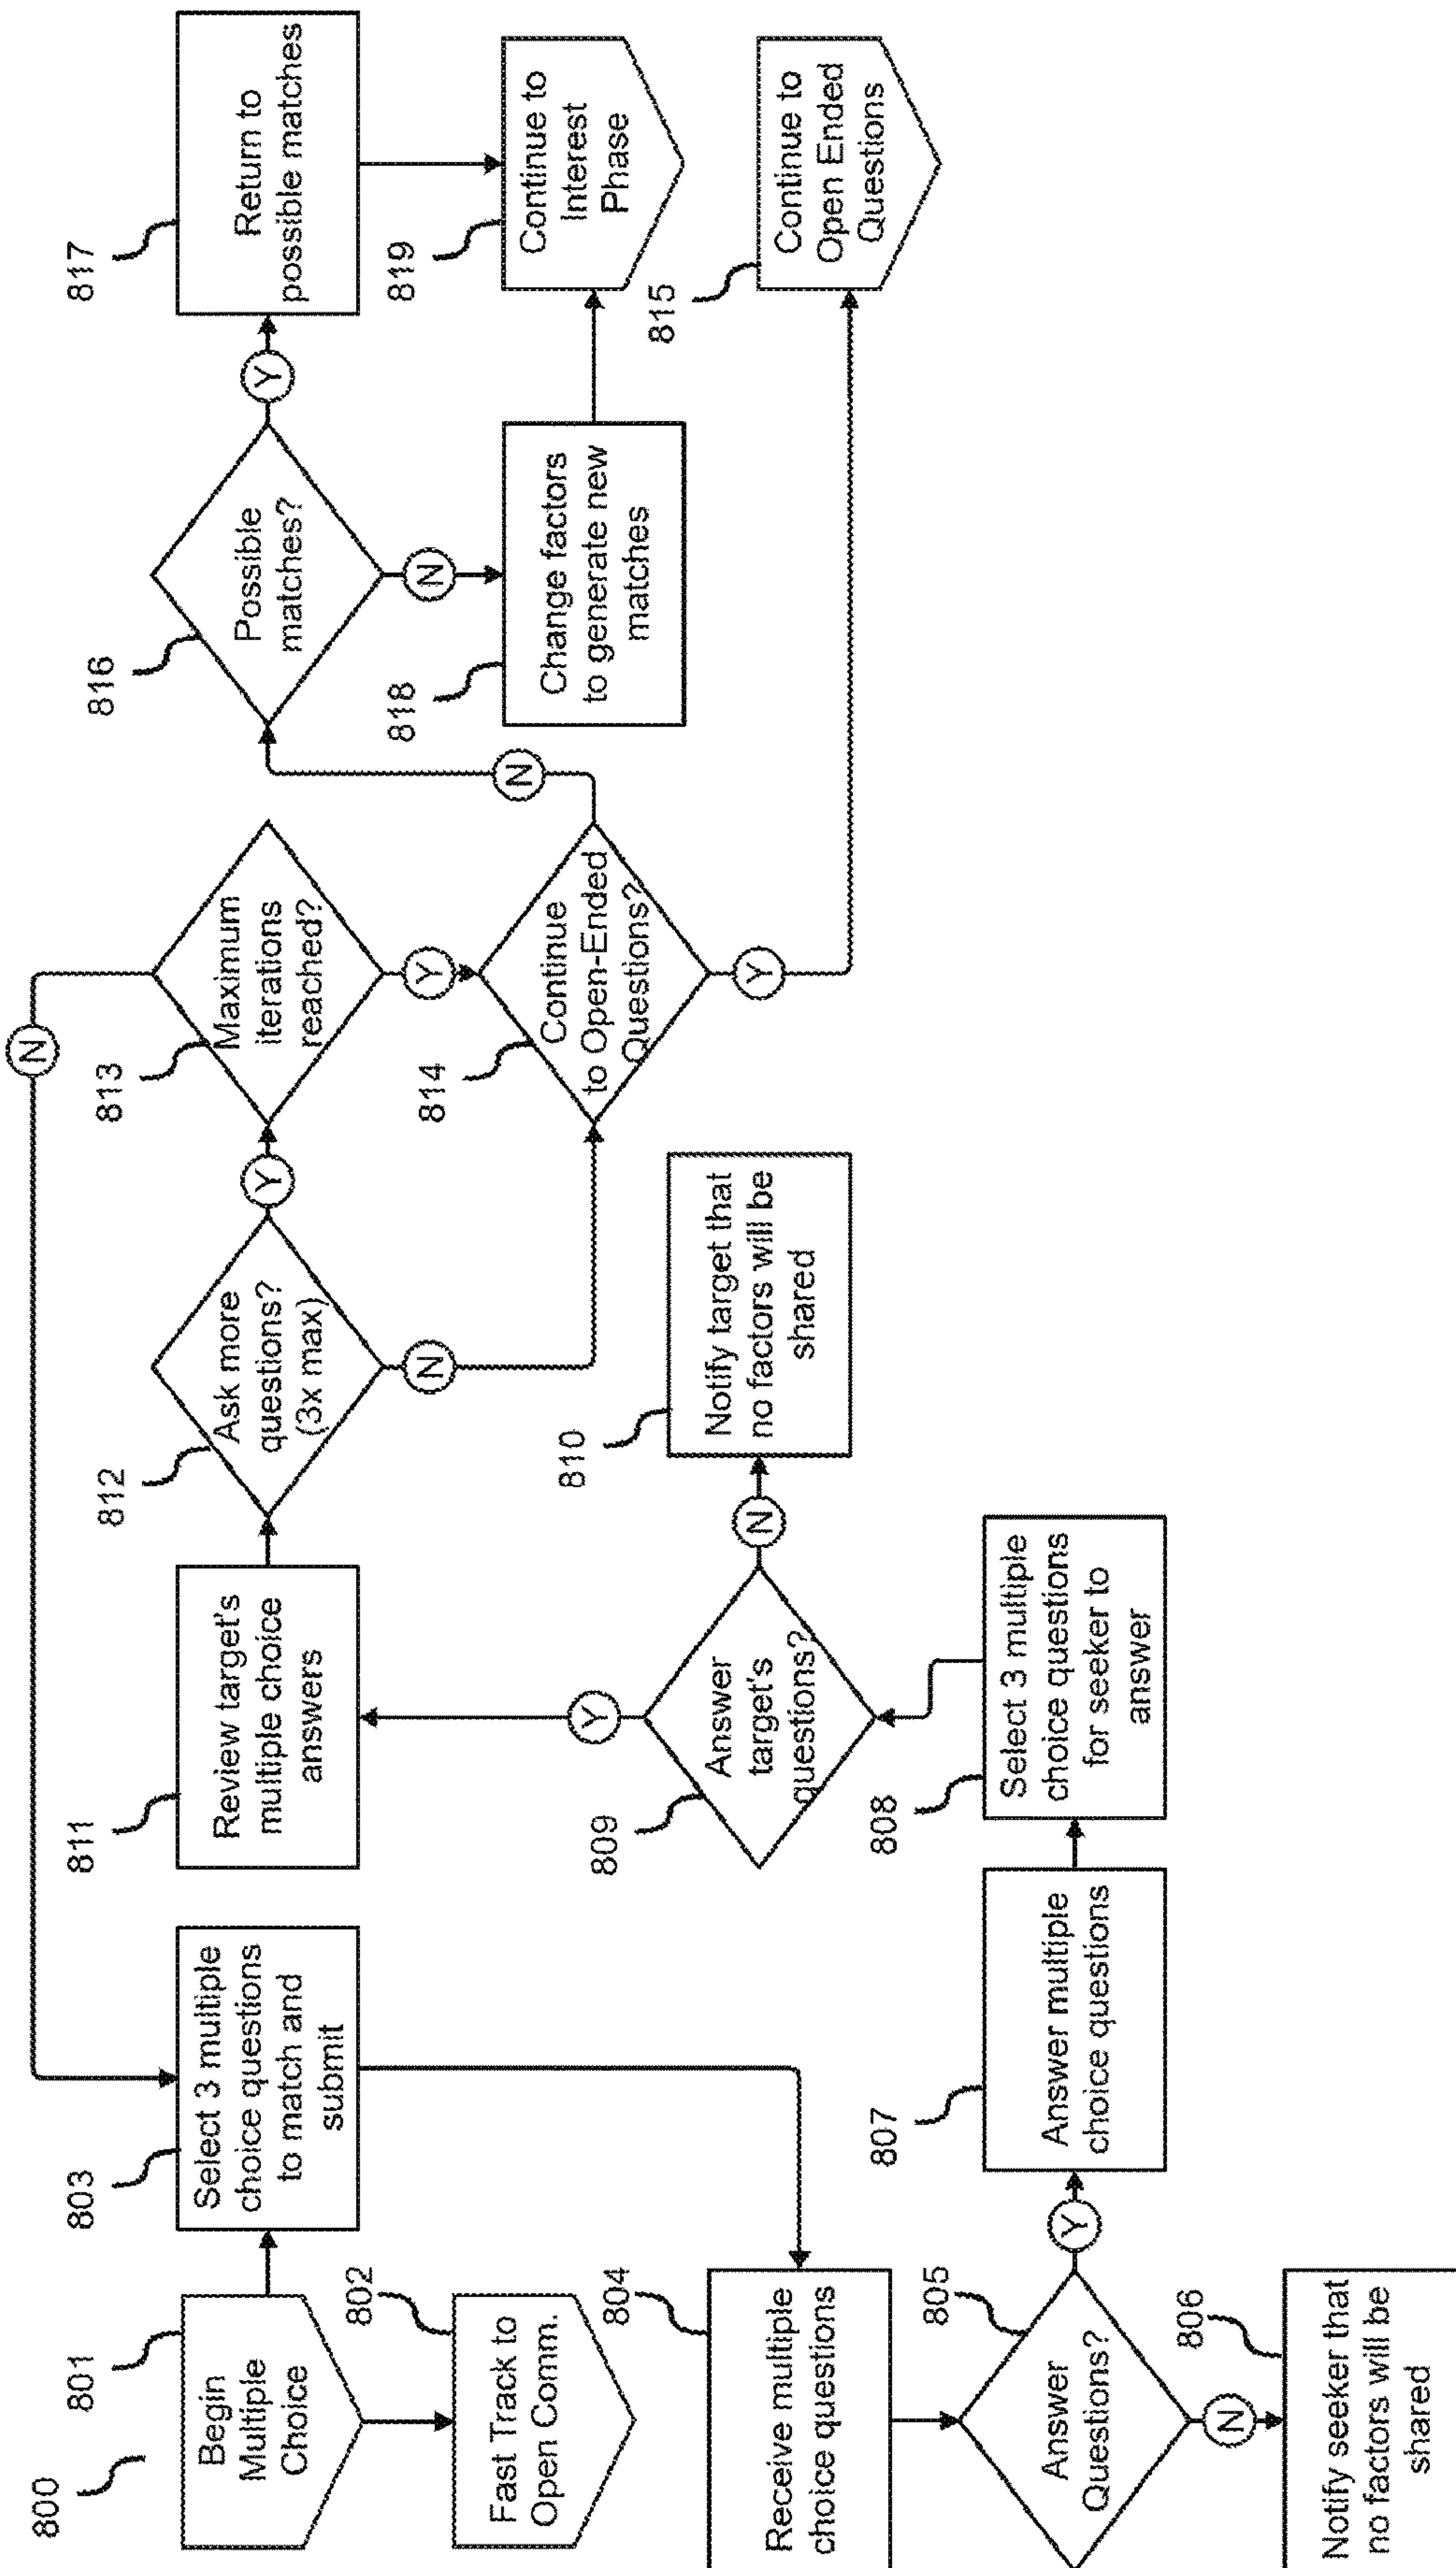 800
801
Begin
Multiple
Choice
802
Fast Track to
Open Comm.
803
Select 3 multiple
choice questions
to match and
submit
804
Receive multiple
choice questions
805
Answer
Questions?
N
806
Notify seeker that
no factors will be
shared
Y
807
Answer multiple
choice questions
808
Select 3 multiple
choice questions
for seeker to
answer
809
Answer
target's
questions?
N
810
Notify target that
no factors will be
shared
Y
811
Review target's
multiple choice
answers
812
Ask more
questions?
(3x max)
N
Y
813
Maximum
iterations
reached?
N
Y
814
Continue
to Open-Ended
Questions?
N
Y
815
Continue to
Open Ended
Questions
816
Possible
matches?
Y
N
817
Return to
possible matches
818
Change factors
to generate new
matches
819
Continue to
Interest
Phase